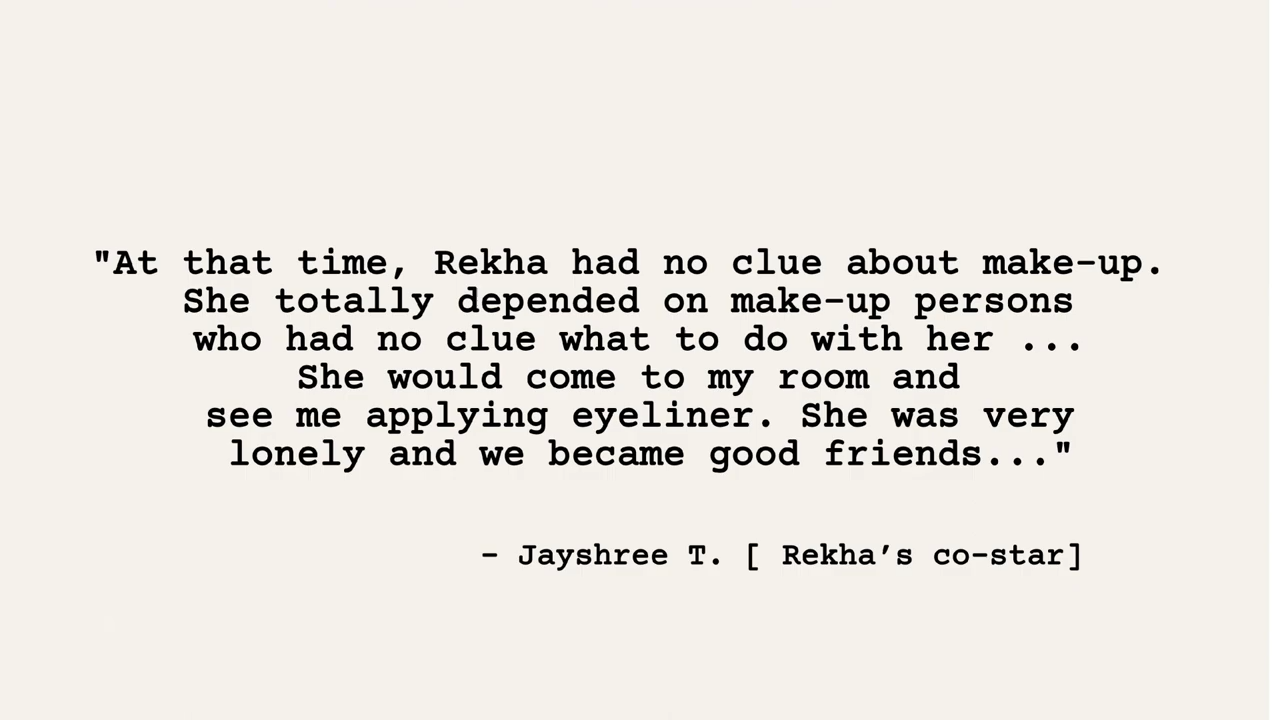 "At that time, Rekha had no clue about make-up.
She totally depended on make-up persons
who had no clue what to do with her ...
She would come to my room and
see me applying eyeliner. She was very
lonely and we became good friends..."
- Jayshree T. [ Rekha’s co-star]